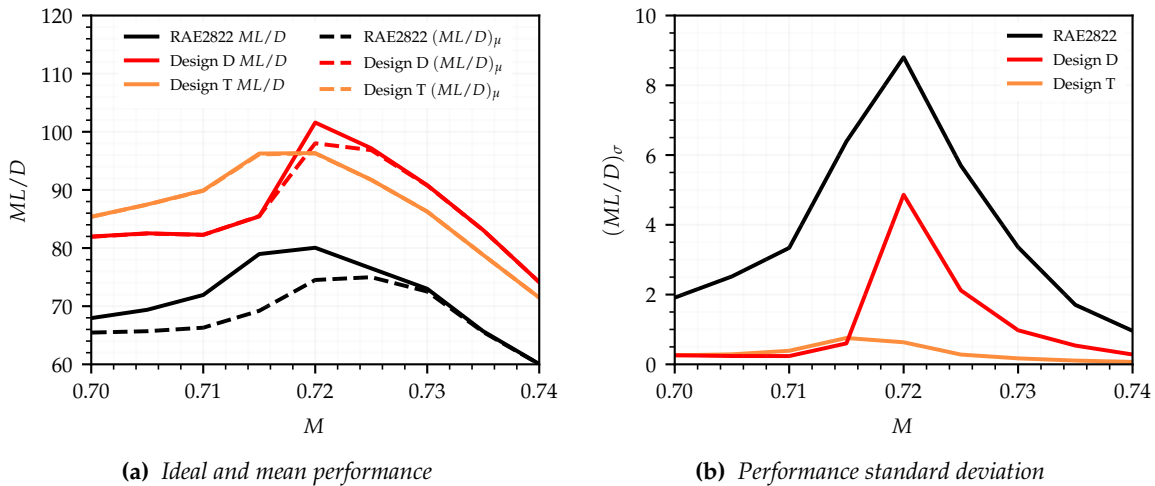 120
110
100
90
80
70
60
ML/D
RAE2822 ML/D
Design D ML/D
Design T ML/D
RAE2822 (ML/D)μ
Design D (ML/D)μ
Design T (ML/D)μ
0.70
0.71
0.72
0.73
0.74
M
(a) Ideal and mean performance
10
8
6
4
2
0
(ML/D)σ
RAE2822
Design D
Design T
0.70
0.71
0.72
0.73
0.74
M
(b) Performance standard deviation